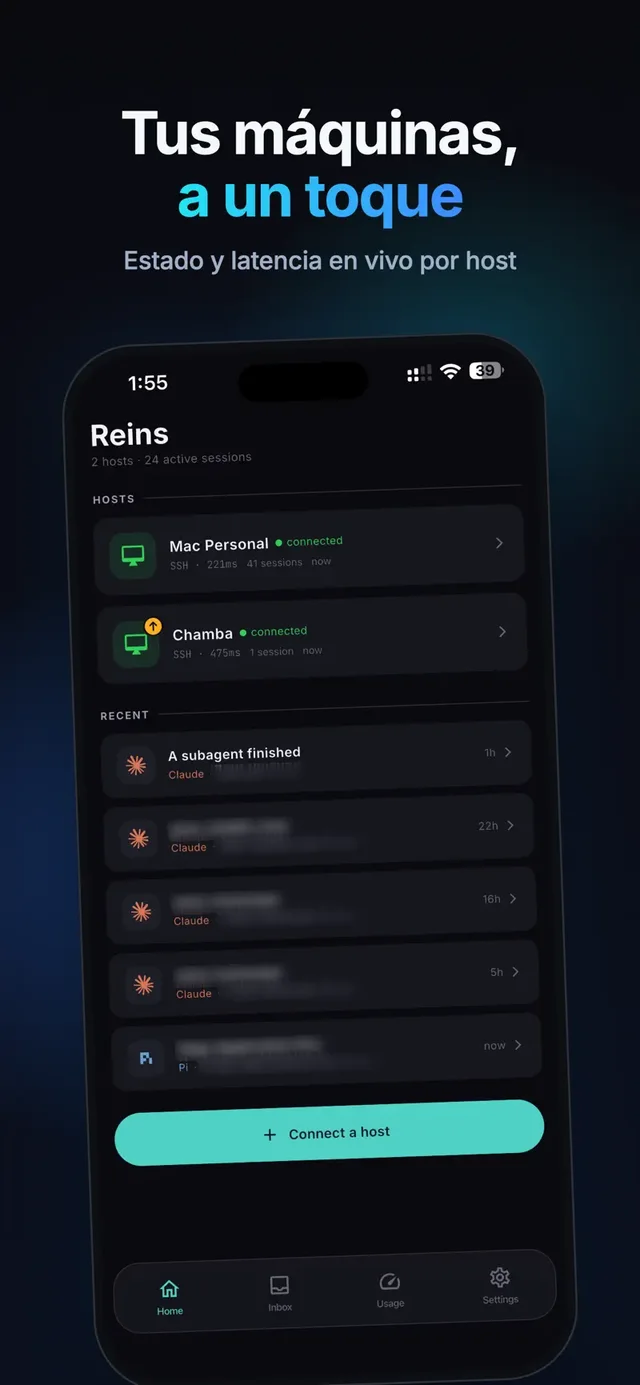 Tus máquinas,
a un toque
Estado y latencia en vivo por host
1:55
39
Reins
2 hosts · 24 active sessions
HOSTS
Mac Personal ● connected
SSH · 221ms 41 sessions now
Chamba ● connected
SSH · 475ms 1 session now
RECENT
A subagent finished
1h
Claude
22h
Claude
16h
Claude
5h
Claude
now
Pi ·
+ Connect a host
Home
Inbox
Usage
Settings